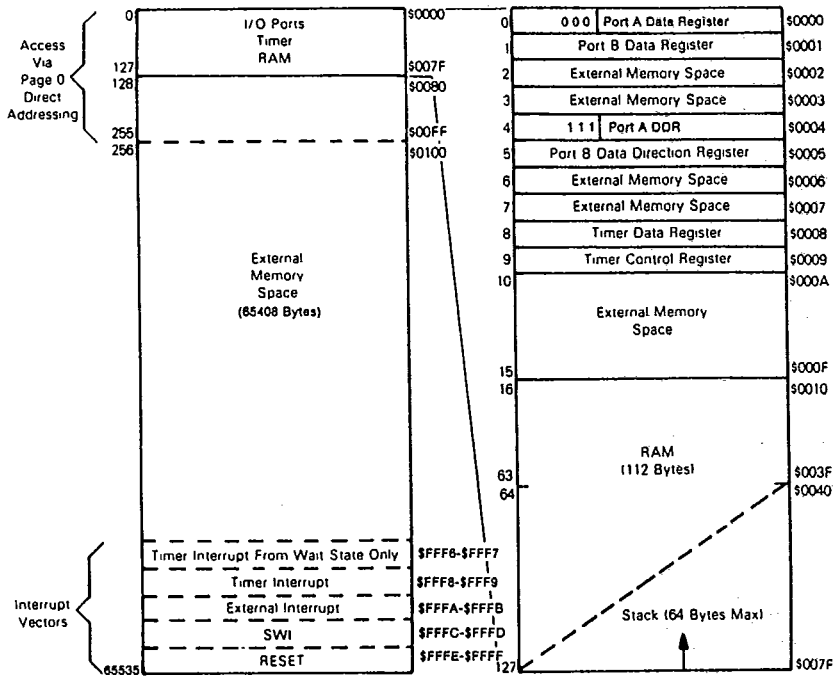 Access
Via
Page 0
Direct
Addressing
0
127
128
255
256
65535
I/O Ports
Timer
RAM
$0000
$007F
$0080
$00FF
$0100
External
Memory
Space
(65408 Bytes)
Interrupt
Vectors
Timer Interrupt From Wait State Only $FFF6-$FFF7
Timer Interrupt $FFF8-$FFF9
External Interrupt $FFFA-$FFFB
SWI $FFFC-$FFFD
RESET $FFFE-$FFFF
0 0 0 0 Port A Data Register $0000
1 Port B Data Register $0001
2 External Memory Space $0002
3 External Memory Space $0003
4 1 1 1 Port A DDR $0004
5 Port B Data Direction Register $0005
6 External Memory Space $0006
7 External Memory Space $0007
8 Timer Data Register $0008
9 Timer Control Register $0009
10 $000A
External Memory
Space
15 $000F
16 $0010
RAM
(112 Bytes)
63 $003F
64 $0040
Stack (64 Bytes Max)
127 $007F